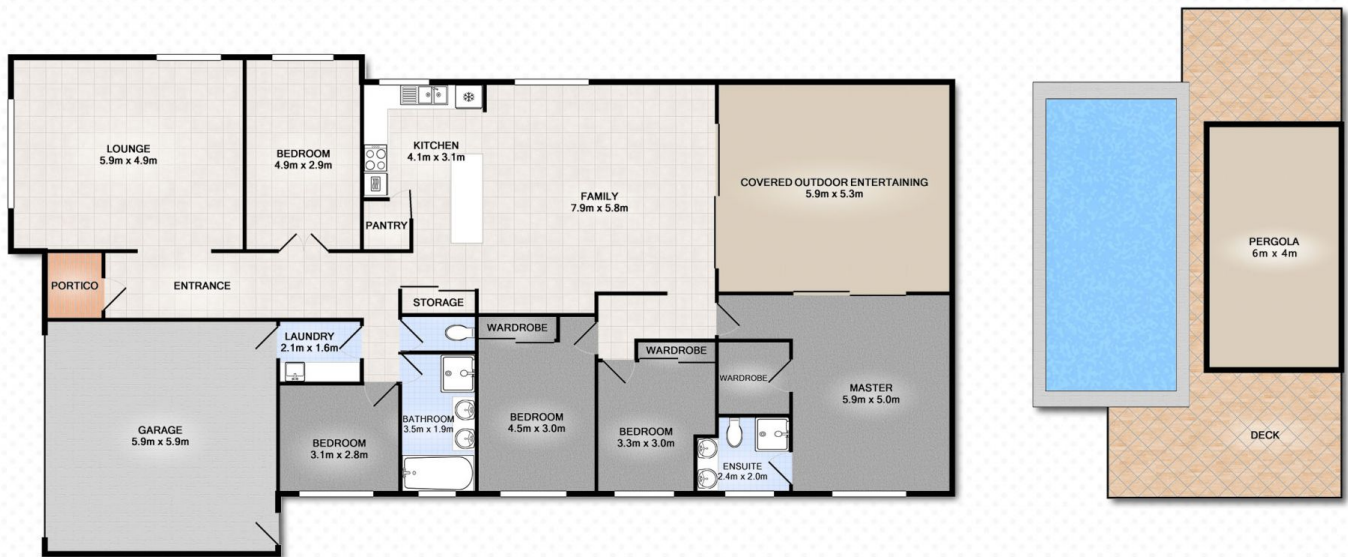 LOUNGE
5.9m x 4.9m
BEDROOM
4.9m x 2.9m
KITCHEN
4.1m x 3.1m
PANTRY
FAMILY
7.9m x 5.8m
COVERED OUTDOOR ENTERTAINING
5.9m x 5.3m
PERGOLA
6m x 4m
PORTICO
ENTRANCE
STORAGE
LAUNDRY
2.1m x 1.6m
WARDROBE
WARDROBE
WARDROBE
MASTER
5.9m x 5.0m
GARAGE
5.9m x 5.9m
BEDROOM
3.1m x 2.8m
BATHROOM
3.5m x 1.9m
BEDROOM
4.5m x 3.0m
BEDROOM
3.3m x 3.0m
ENSUITE
2.4m x 2.0m
DECK